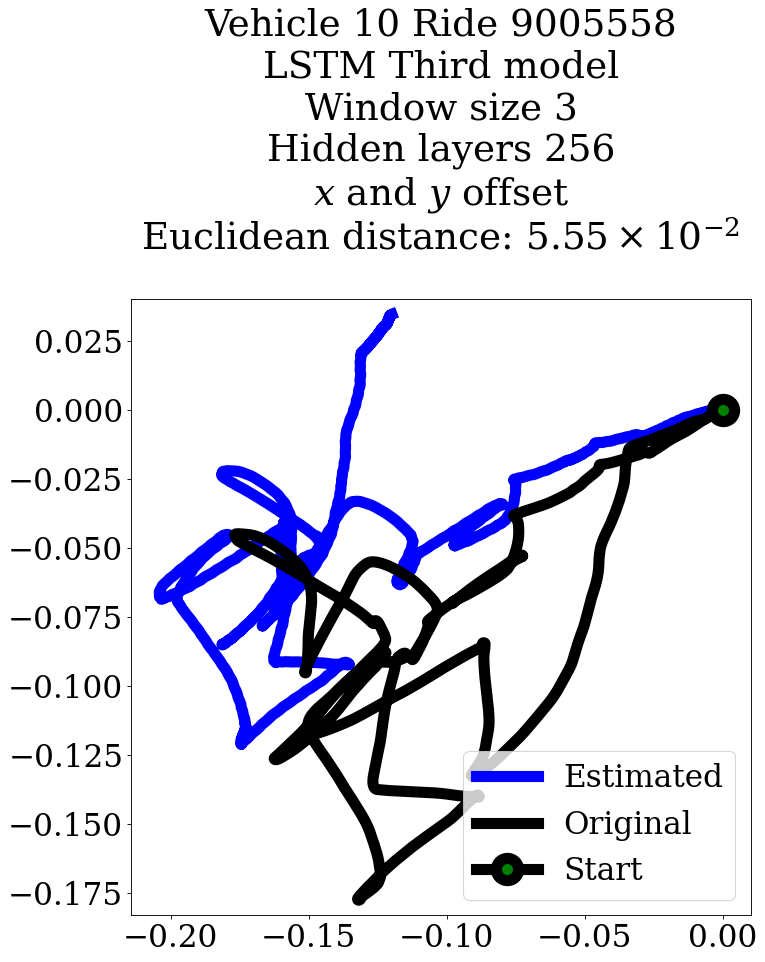 Vehicle 10 Ride 9005558
LSTM Third model
Window size 3
Hidden layers 256
x and y offset
Euclidean distance: 5.55 × 10⁻²
0.025
0.000
−0.025
−0.050
−0.075
−0.100
−0.125
−0.150
−0.175
Estimated
Original
Start
−0.20 −0.15 −0.10 −0.05 0.00